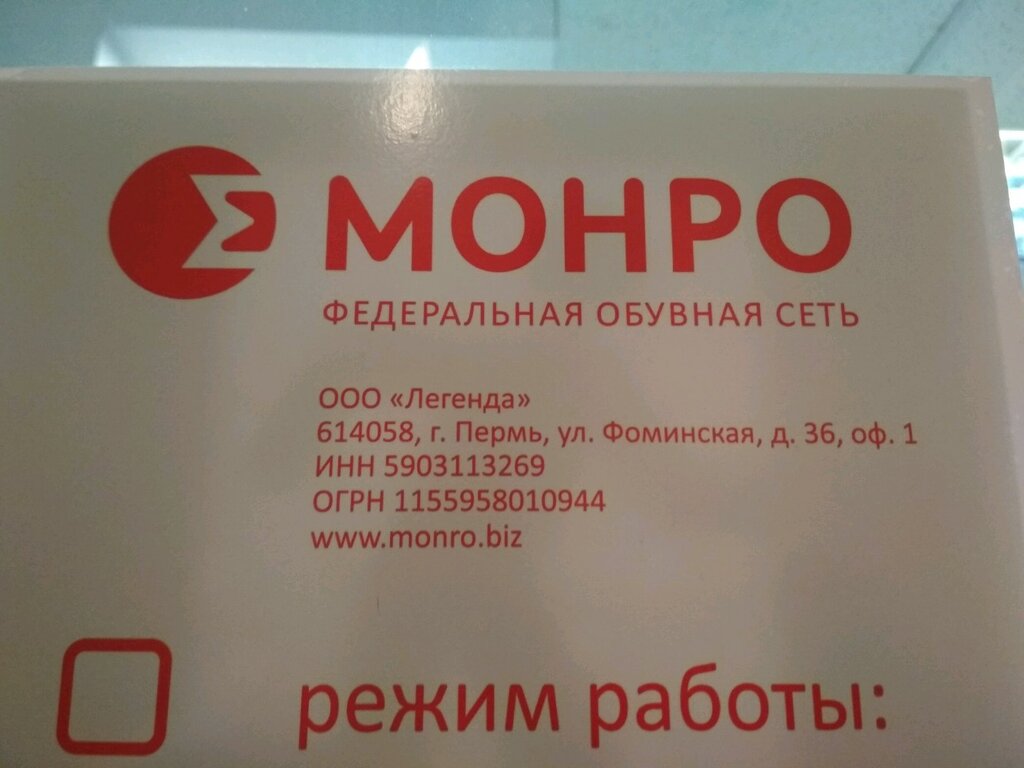 МОНРО
ФЕДЕРАЛЬНАЯ ОБУВНАЯ СЕТЬ
ООО «Легенда»
614058, г. Пермь, ул. Фоминская, д. 36, оф. 1
ИНН 5903113269
ОГРН 1155958010944
www.monro.biz
режим работы: